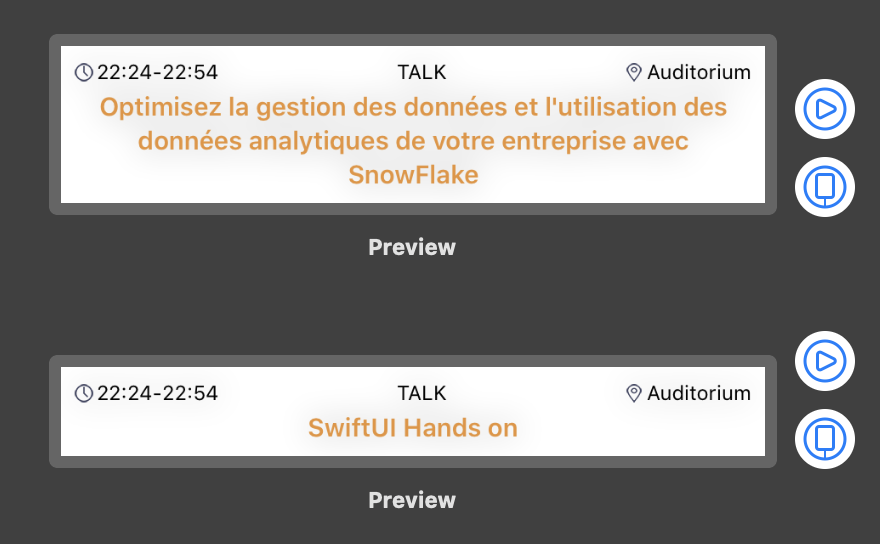 22:24-22:54 TALK Auditorium
Optimisez la gestion des données et l'utilisation des
données analytiques de votre entreprise avec
SnowFlake
Preview
22:24-22:54 TALK Auditorium
SwiftUI Hands on
Preview